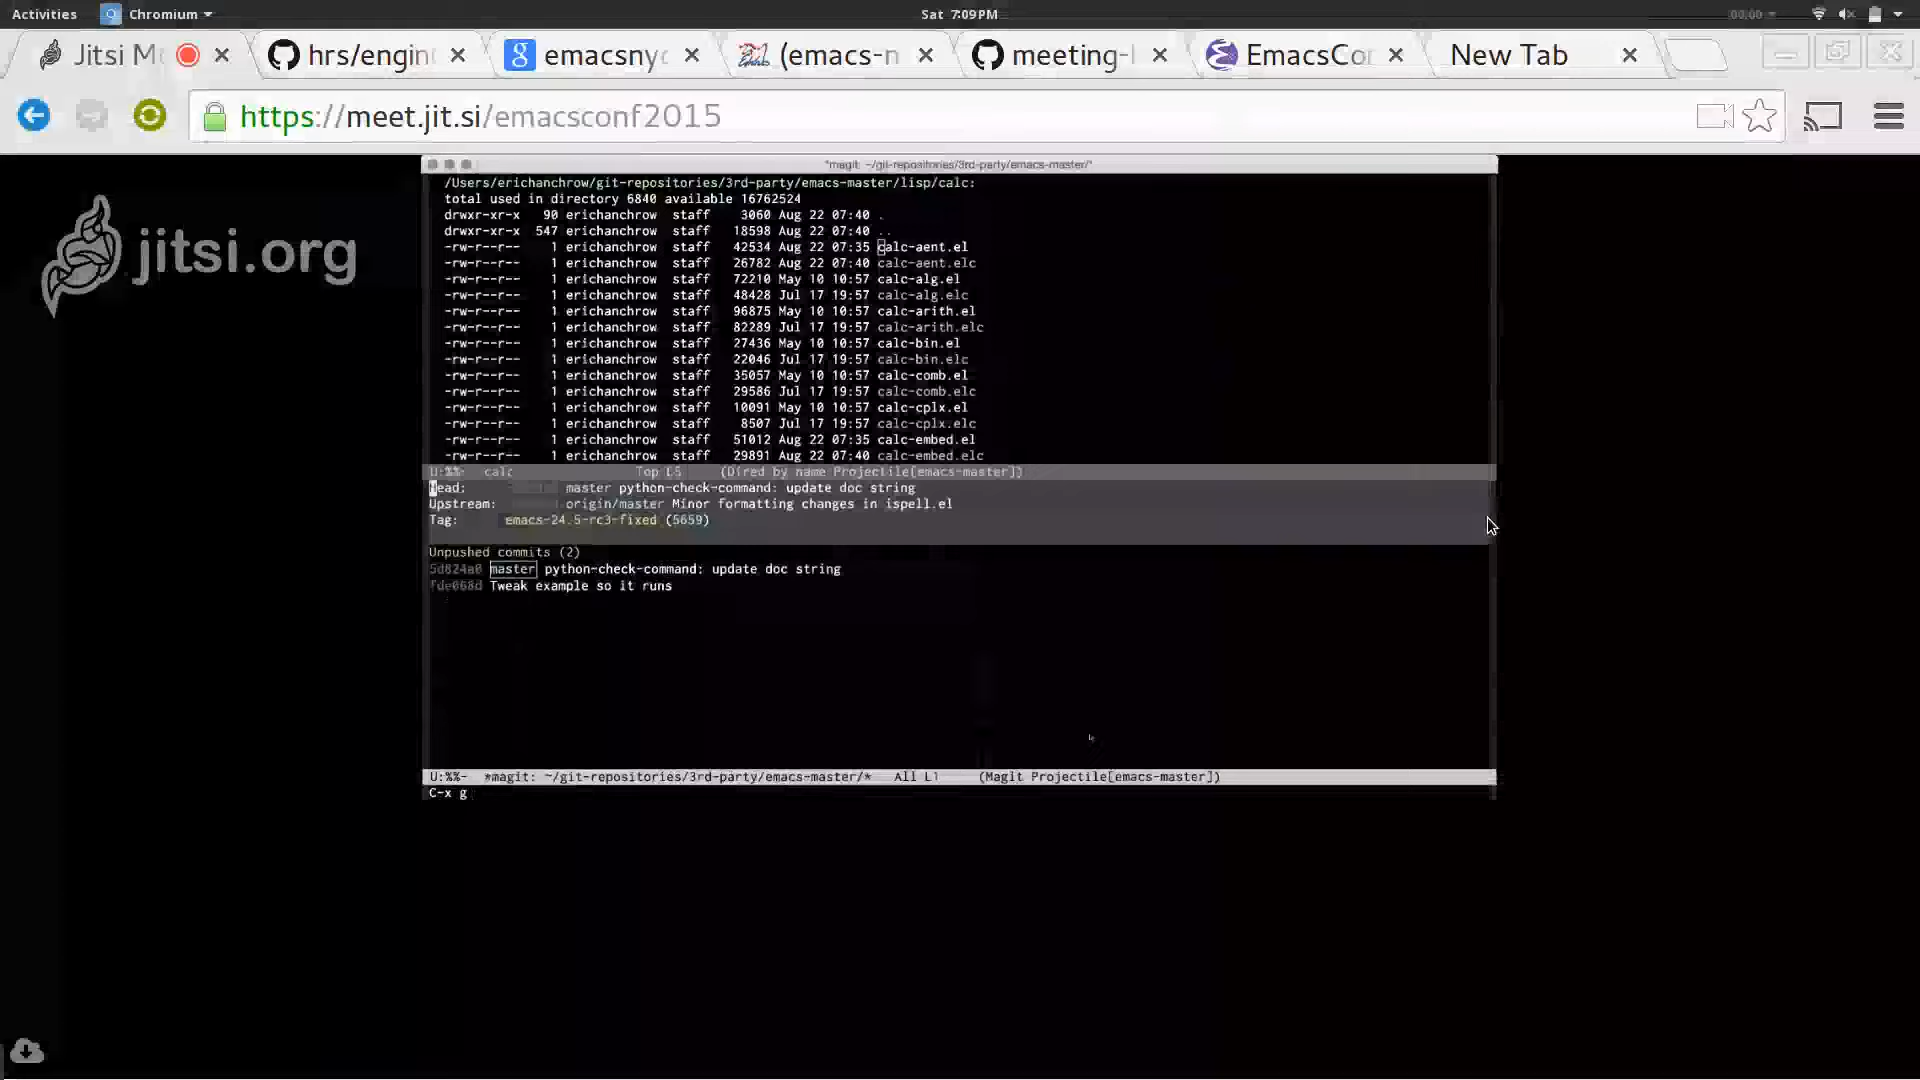 Activities Chromium Sat 7:09PM 00:00
Jitsi M hrs/engin emacsnyc (emacs-n meeting- EmacsCo New Tab
https://meet.jit.si/emacsconf2015
jitsi.org
*magit: ~/git-repositories/3rd-party/emacs-master/*
/Users/erichanchrow/git-repositories/3rd-party/emacs-master/lisp/calc:
total used in directory 6840 available 16762524
drwxr-xr-x 90 erichanchrow staff 3060 Aug 22 07:40 .
drwxr-xr-x 547 erichanchrow staff 18598 Aug 22 07:40 ..
-rw-r--r-- 1 erichanchrow staff 42534 Aug 22 07:35 calc-aent.el
-rw-r--r-- 1 erichanchrow staff 26782 Aug 22 07:40 calc-aent.elc
-rw-r--r-- 1 erichanchrow staff 72210 May 10 10:57 calc-alg.el
-rw-r--r-- 1 erichanchrow staff 48428 Jul 17 19:57 calc-alg.elc
-rw-r--r-- 1 erichanchrow staff 96875 May 10 10:57 calc-arith.el
-rw-r--r-- 1 erichanchrow staff 82289 Jul 17 19:57 calc-arith.elc
-rw-r--r-- 1 erichanchrow staff 27436 May 10 10:57 calc-bin.el
-rw-r--r-- 1 erichanchrow staff 22046 Jul 17 19:57 calc-bin.elc
-rw-r--r-- 1 erichanchrow staff 35057 May 10 10:57 calc-comb.el
-rw-r--r-- 1 erichanchrow staff 29586 Jul 17 19:57 calc-comb.elc
-rw-r--r-- 1 erichanchrow staff 10091 May 10 10:57 calc-cplx.el
-rw-r--r-- 1 erichanchrow staff 8507 Jul 17 19:57 calc-cplx.elc
-rw-r--r-- 1 erichanchrow staff 51012 Aug 22 07:35 calc-embed.el
-rw-r--r-- 1 erichanchrow staff 29891 Aug 22 07:40 calc-embed.elc
U:%%- calc Top L5 (Dired by name Projectile[emacs-master])
Head: master python-check-command: update doc string
Upstream: origin/master Minor formatting changes in ispell.el
Tag: emacs-24.5-rc3-fixed (5659)
Unpushed commits (2)
5d824a0 master python-check-command: update doc string
fde068d Tweak example so it runs
U:%%- *magit: ~/git-repositories/3rd-party/emacs-master/* All L1 (Magit Projectile[emacs-master])
C-x g